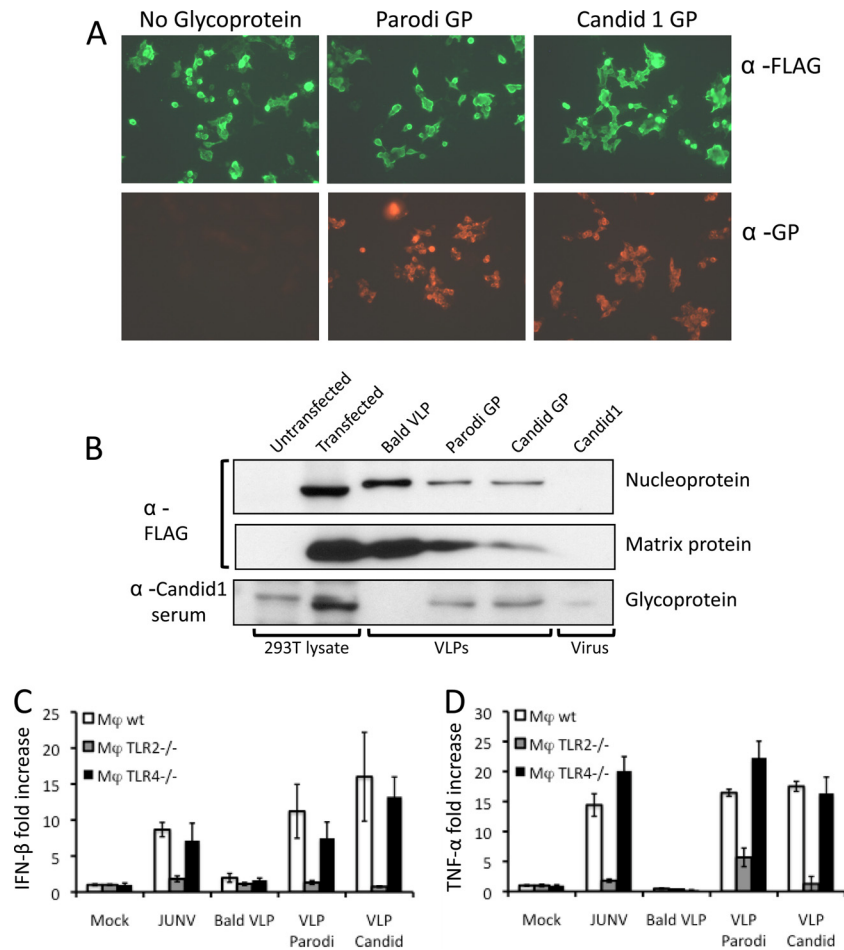 A
No Glycoprotein
Parodi GP
Candid 1 GP
α -FLAG
α -GP
B
Untransfected
Transfected
Bald VLP
Parodi GP
Candid GP
Candid1
α -
FLAG
Nucleoprotein
Matrix protein
α -Candid1
serum
Glycoprotein
293T lysate
VLPs
Virus
C
IFN-β fold increase
25
20
15
10
5
0
Mφ wt
Mφ TLR2-/-
Mφ TLR4-/-
Mock
JUNV
Bald VLP
VLP
Parodi
VLP
Candid
D
TNF-α fold increase
30
25
20
15
10
5
0
Mφ wt
Mφ TLR2-/-
Mφ TLR4-/-
Mock
JUNV
Bald VLP
VLP
Parodi
VLP
Candid